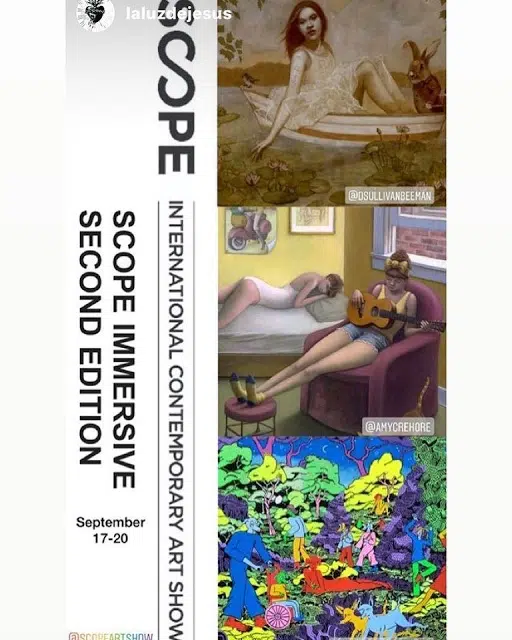 laluzdejesus
SCOPE
INTERNATIONAL CONTEMPORARY ART SHOW
SCOPE IMMERSIVE
SECOND EDITION
September
17-20
@OSULLIVANBEEMAN
@AMYCREHORE
@SCOPEARTSHOW